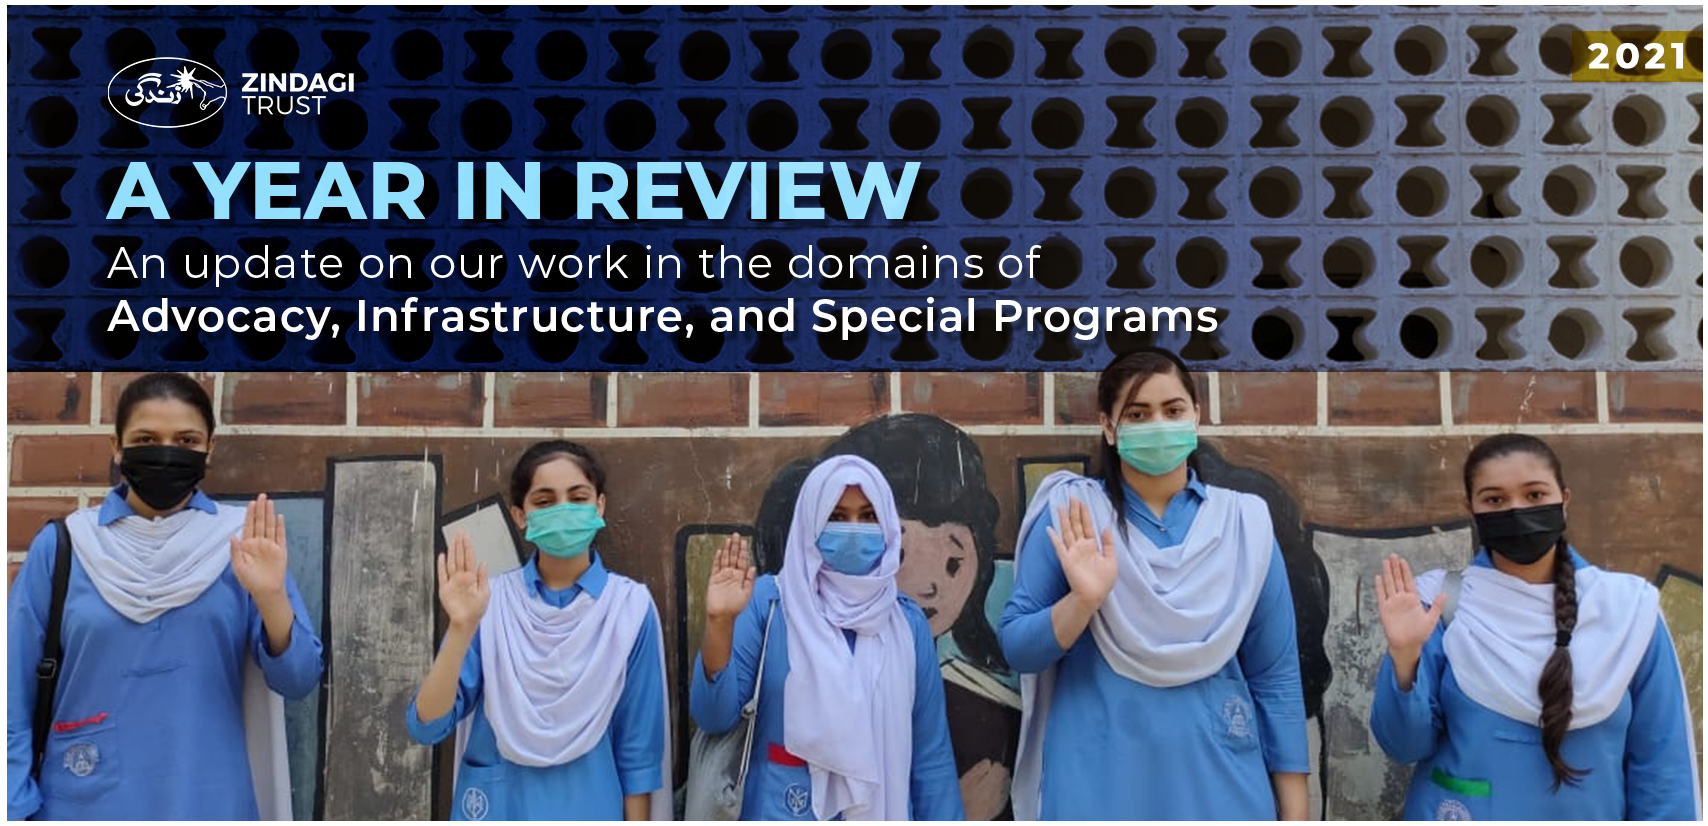 زندگی
ZINDAGI
TRUST
2021
A YEAR IN REVIEW
An update on our work in the domains of
Advocacy, Infrastructure, and Special Programs